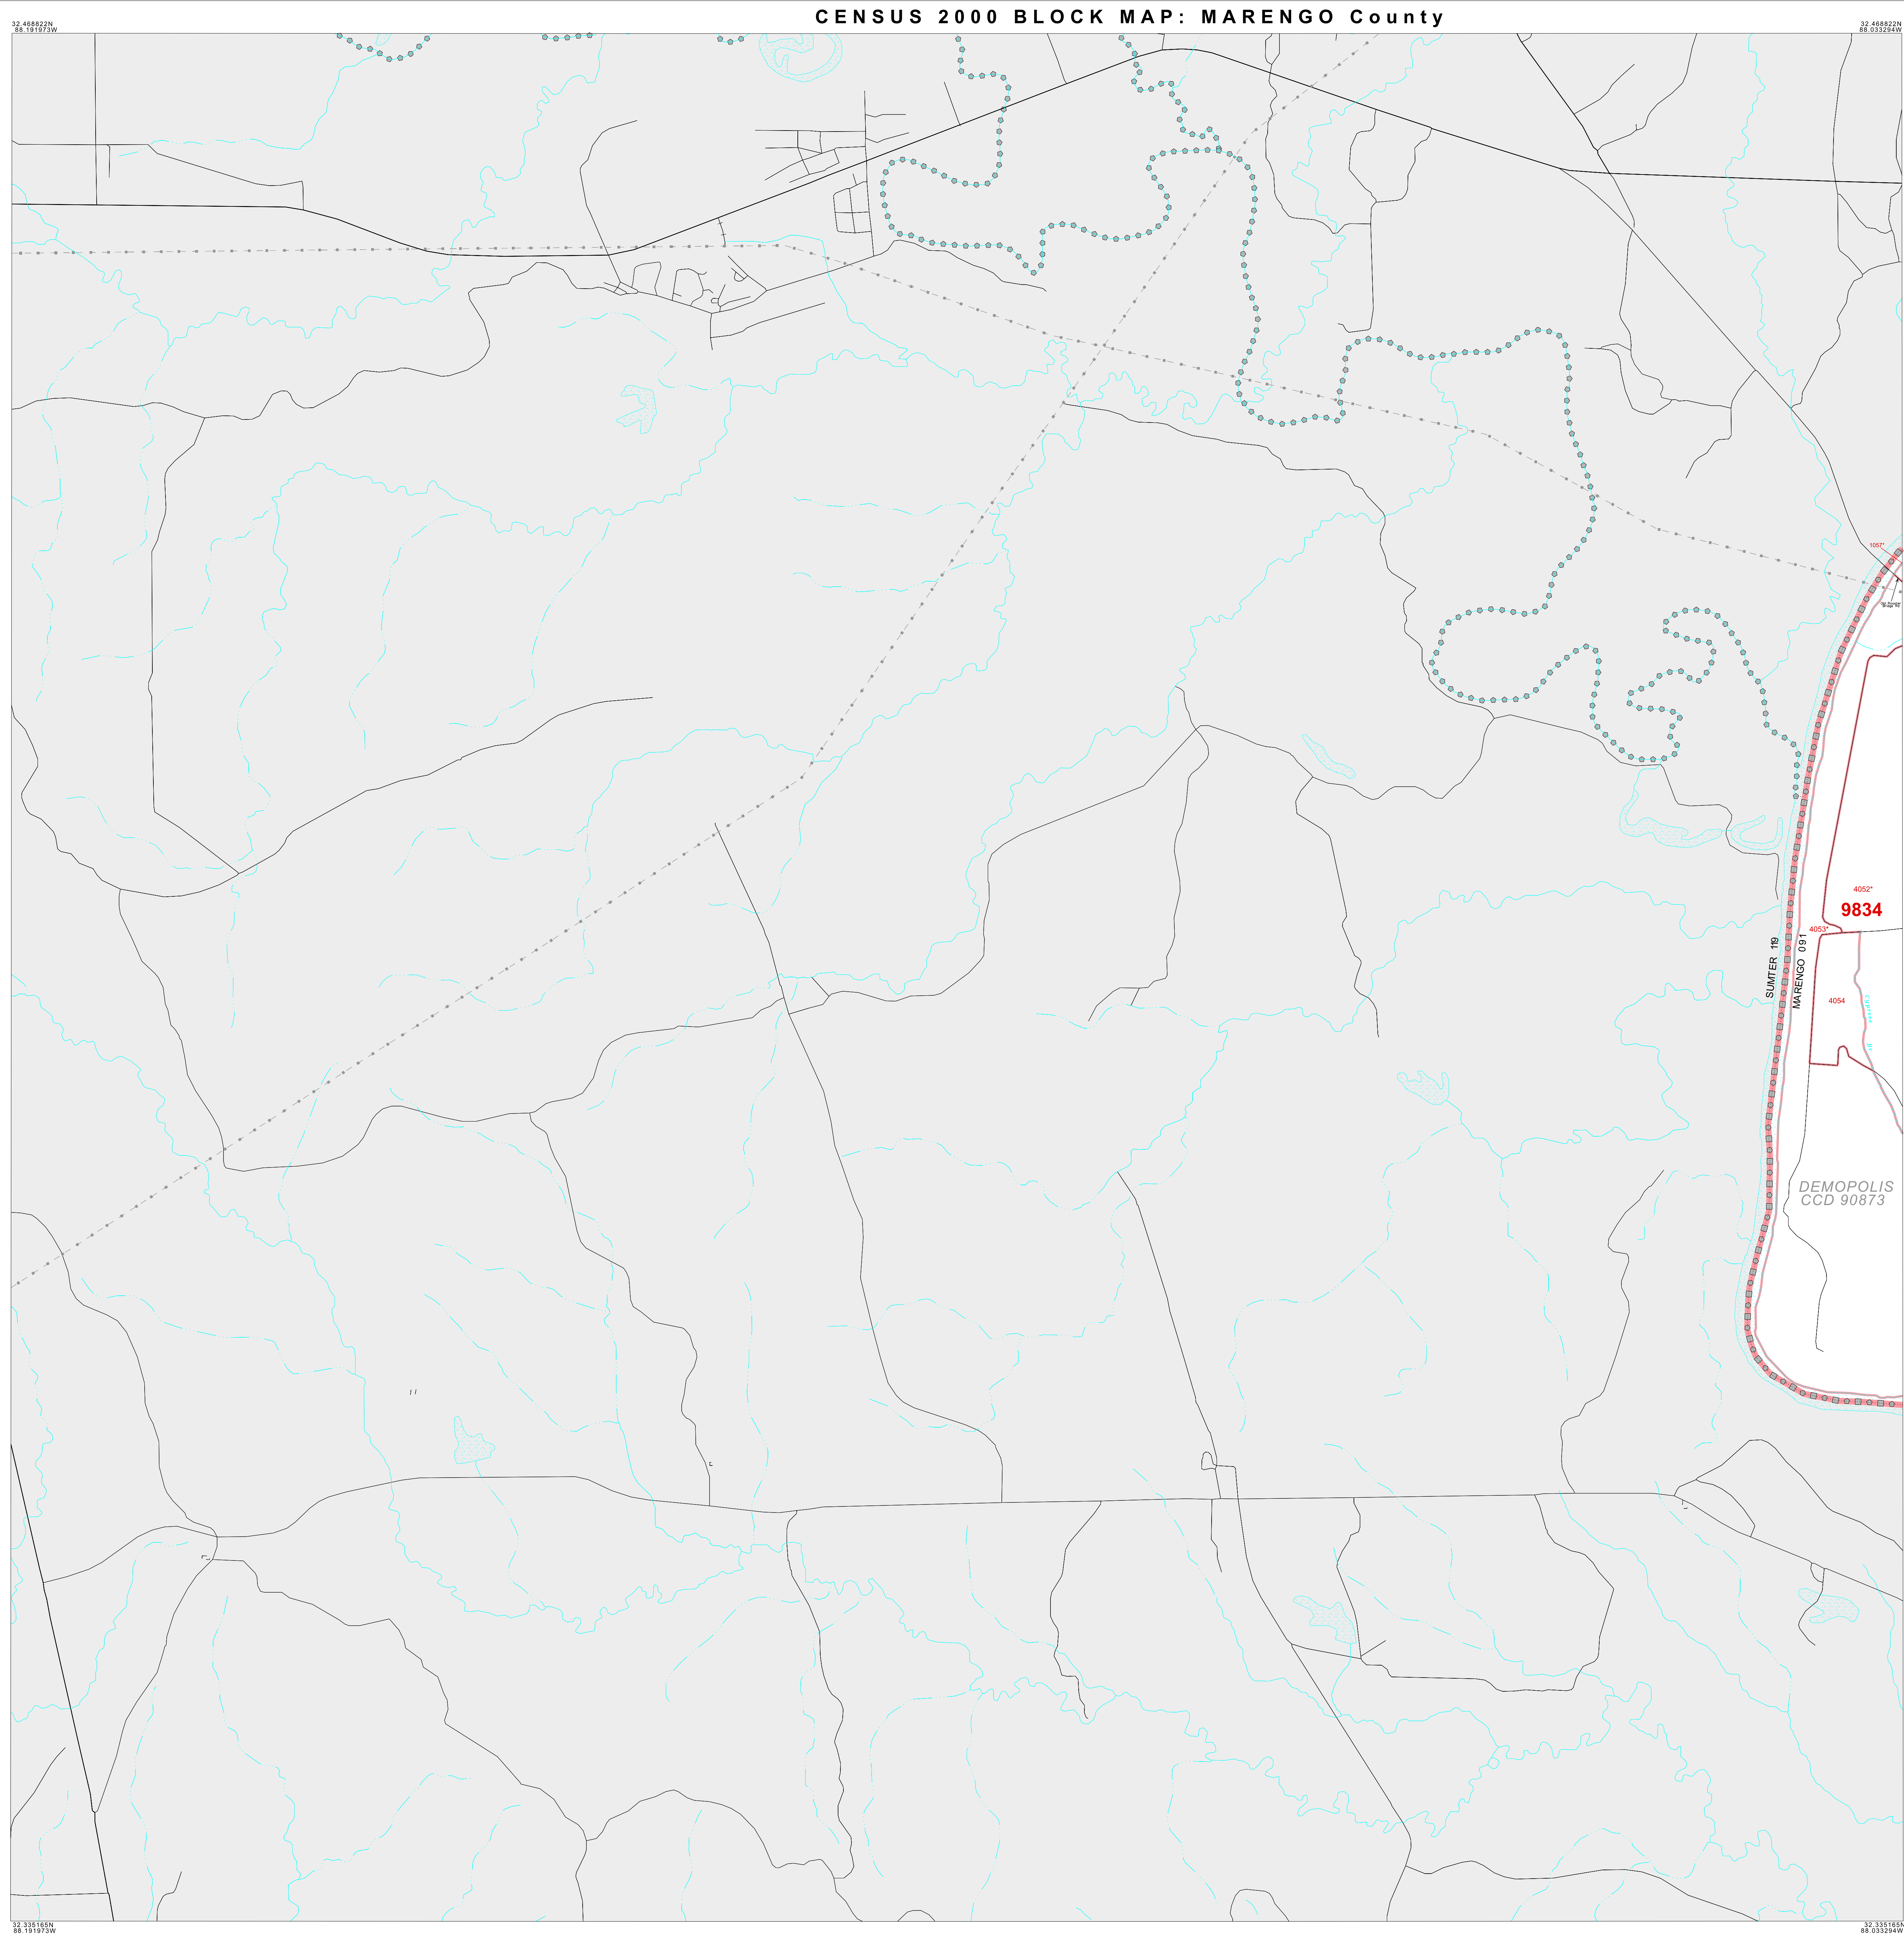 CENSUS 2000 BLOCK MAP: MARENGO County
32.468822N
88.191973W
32.468822N
88.033294W
1057*
4052*
9834
4053*
SUMTER 119
MARENGO 091
4054
DEMOPOLIS
CCD 90873
32.335165N
88.191973W
32.335165N
88.033294W